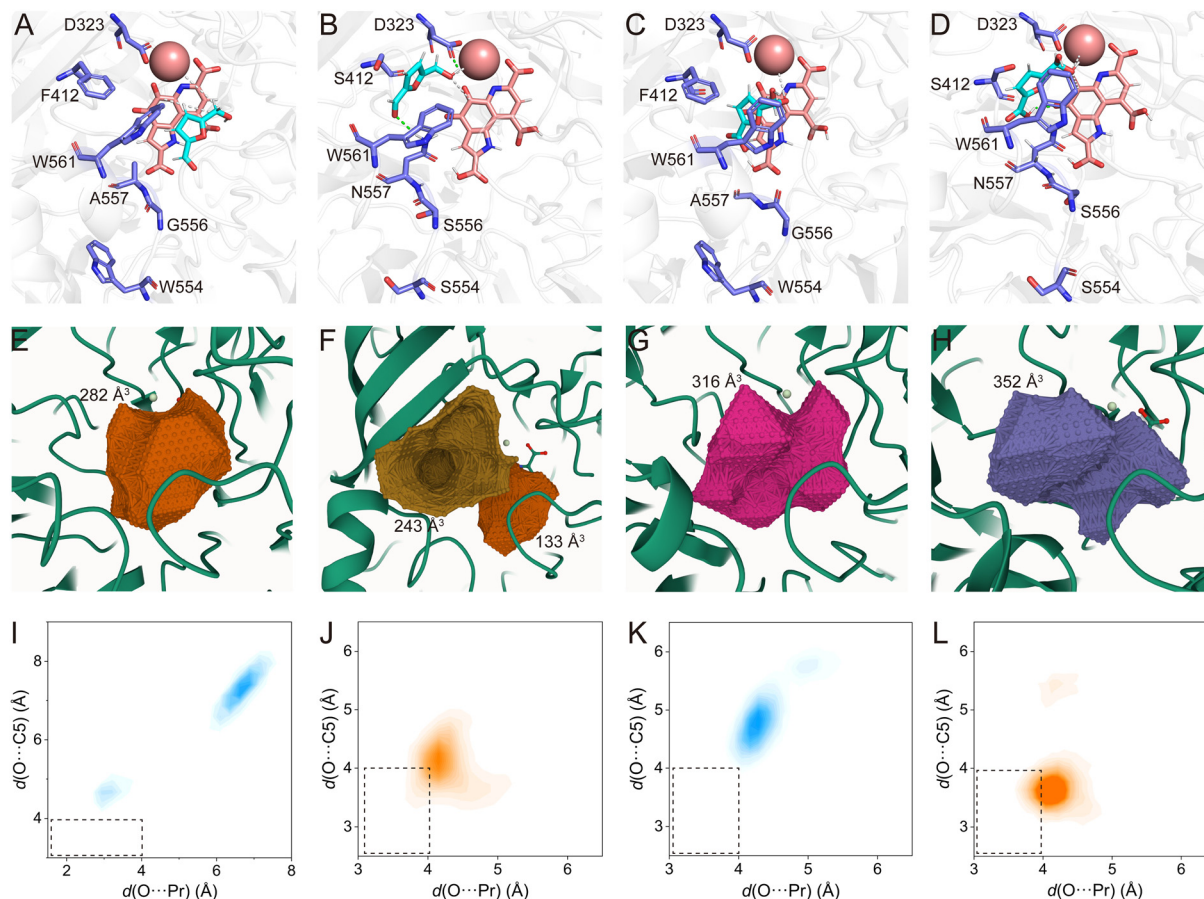 A
D323
F412
W561
A557
G556
W554
B
D323
S412
W561
N557
S556
S554
C
D323
F412
W561
A557
G556
W554
D
D323
S412
W561
N557
S556
S554
E
282 Å³
F
243 Å³
133 Å³
G
316 Å³
H
352 Å³
I
8
6
4
2 4 6 8
d(O···C5) (Å)
d(O···Pr) (Å)
J
6
5
4
3
3 4 5 6
d(O···C5) (Å)
d(O···Pr) (Å)
K
6
5
4
3
3 4 5 6
d(O···C5) (Å)
d(O···Pr) (Å)
L
6
5
4
3
3 4 5 6
d(O···C5) (Å)
d(O···Pr) (Å)